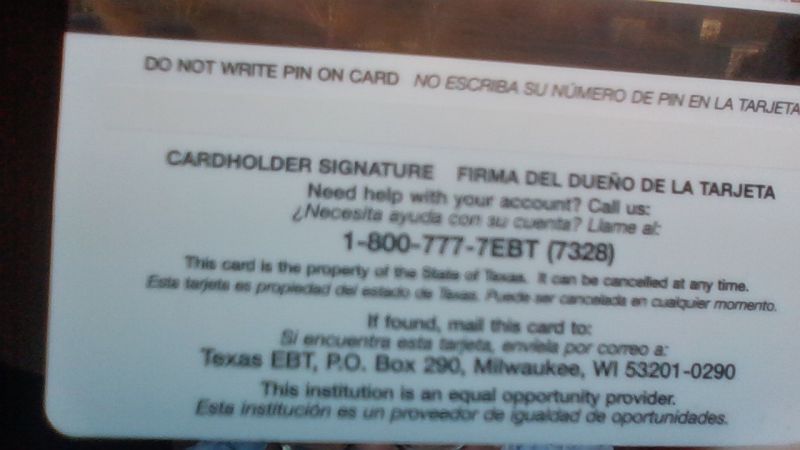 DO NOT WRITE PIN ON CARD NO ESCRIBA SU NÚMERO DE PIN EN LA TARJETA
CARDHOLDER SIGNATURE FIRMA DEL DUEÑO DE LA TARJETA
Need help with your account? Call us:
¿Necesita ayuda con su cuenta? Llame al:
1-800-777-7EBT (7328)
This card is the property of the State of Texas. It can be cancelled at any time.
Esta tarjeta es propiedad del estado de Texas. Puede ser cancelada en cualquier momento.
If found, mail this card to:
Si encuentra esta tarjeta, envíela por correo a:
Texas EBT, P.O. Box 290, Milwaukee, WI 53201-0290
This institution is an equal opportunity provider.
Esta institución es un proveedor de igualdad de oportunidades.